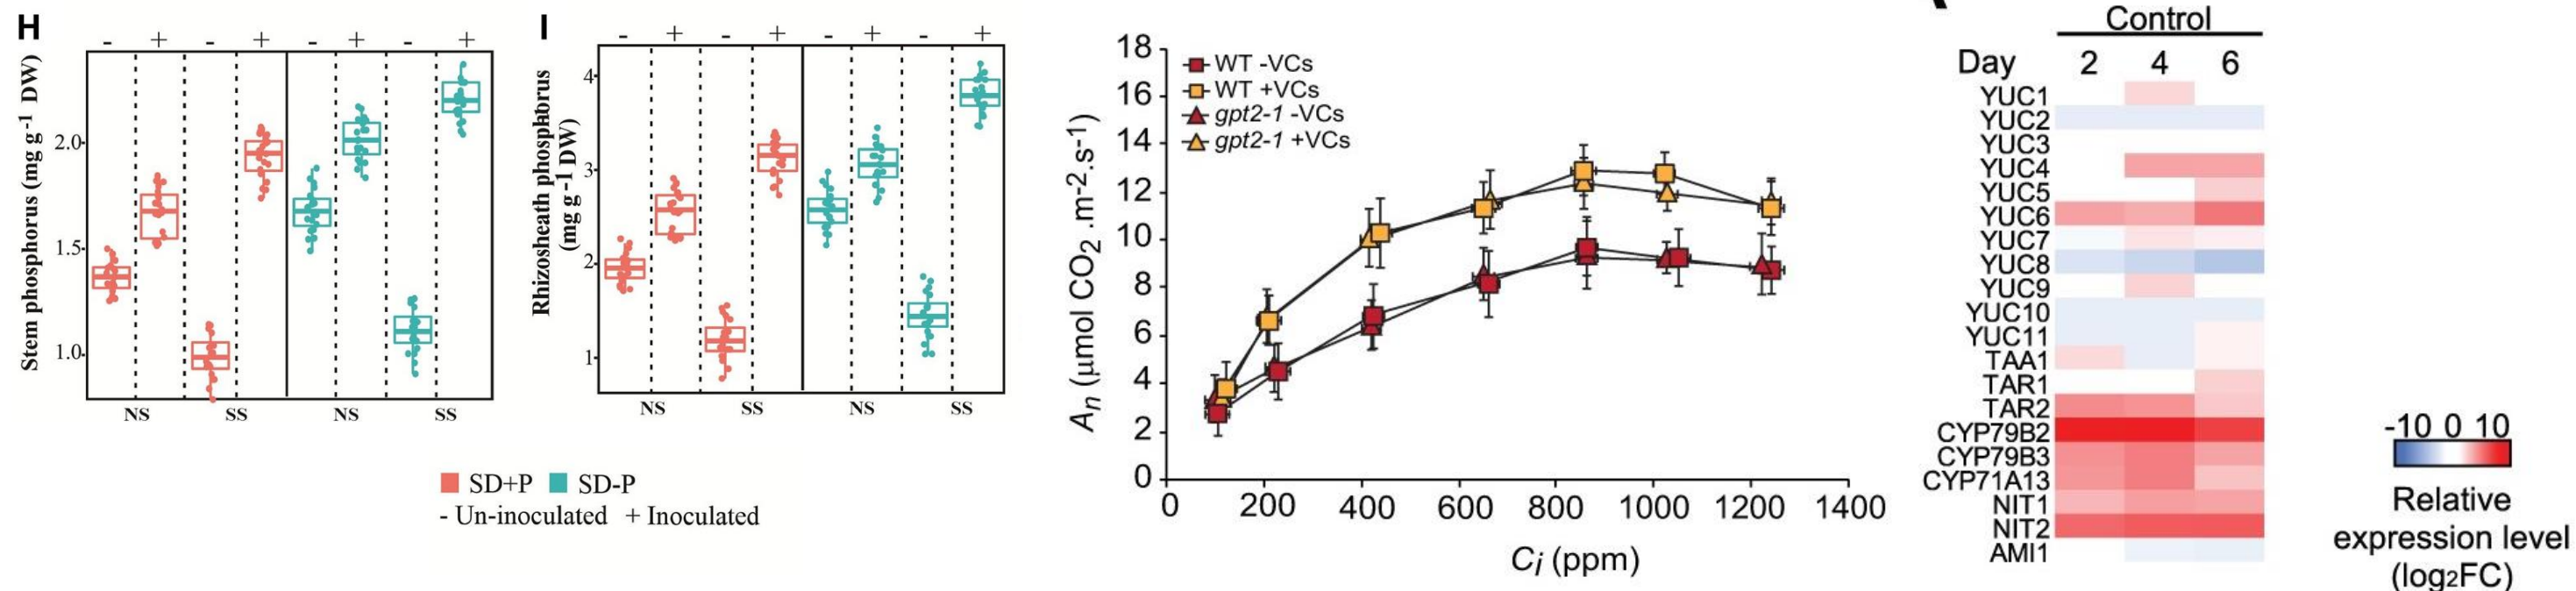 H
- + - + - + - +
Stem phosphorus (mg g-1 DW)
2.0
1.5
1.0
NS SS NS SS
I
- + - + - + - +
Rhizosheath phosphbrus
(mg g -1 DW)
4
3
2
1
NS SS NS SS
SD+P SD-P
- Un-inoculated + Inoculated
18
16
14
12
10
8
6
4
2
0
An (µmol CO2 .m-2.s-1)
WT -VCs
WT +VCs
gpt2-1 -VCs
gpt2-1 +VCs
0 200 400 600 800 1000 1200 1400
Ci (ppm)
Control
Day 2 4 6
YUC1
YUC2
YUC3
YUC4
YUC5
YUC6
YUC7
YUC8
YUC9
YUC10
YUC11
TAA1
TAR1
TAR2
CYP79B2
CYP79B3
CYP71A13
NIT1
NIT2
AMI1
-10 0 10
Relative
expression level
(log2FC)